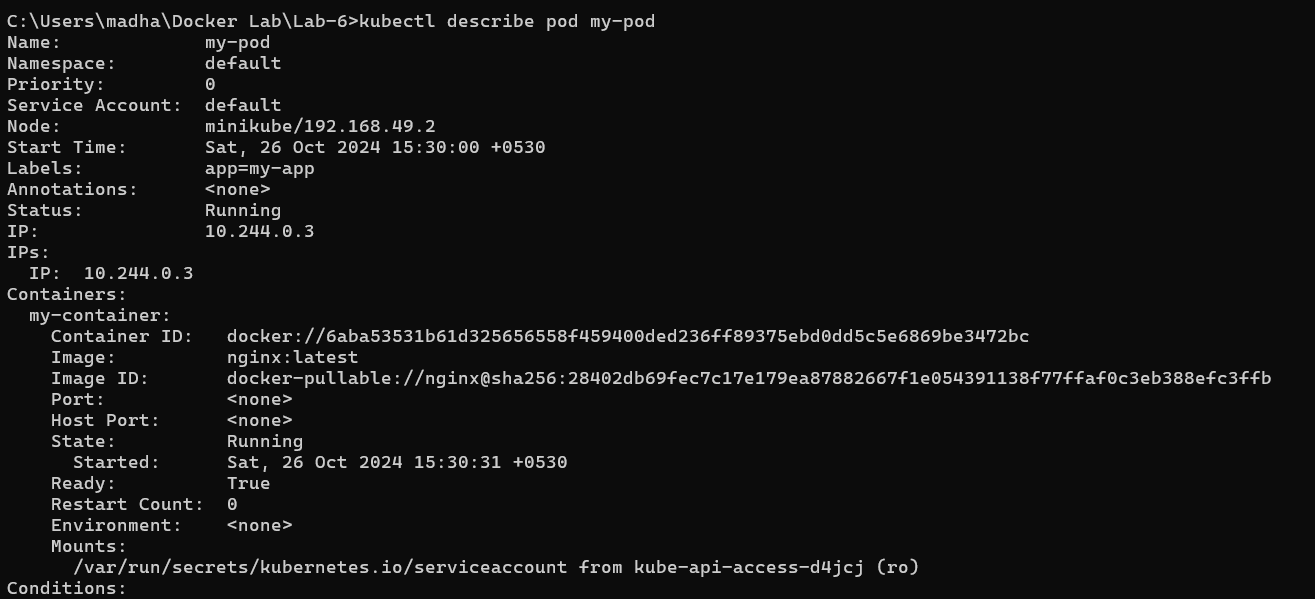 C:\Users\madha\Docker Lab\Lab-6>kubectl describe pod my-pod
Name:             my-pod
Namespace:        default
Priority:         0
Service Account:  default
Node:             minikube/192.168.49.2
Start Time:       Sat, 26 Oct 2024 15:30:00 +0530
Labels:           app=my-app
Annotations:      <none>
Status:           Running
IP:               10.244.0.3
IPs:
  IP:  10.244.0.3
Containers:
  my-container:
    Container ID:   docker://6aba53531b61d325656558f459400ded236ff89375ebd0dd5c5e6869be3472bc
    Image:          nginx:latest
    Image ID:       docker-pullable://nginx@sha256:28402db69fec7c17e179ea87882667f1e054391138f77ffaf0c3eb388efc3ffb
    Port:           <none>
    Host Port:      <none>
    State:          Running
      Started:      Sat, 26 Oct 2024 15:30:31 +0530
    Ready:          True
    Restart Count:  0
    Environment:    <none>
    Mounts:
      /var/run/secrets/kubernetes.io/serviceaccount from kube-api-access-d4jcj (ro)
Conditions: